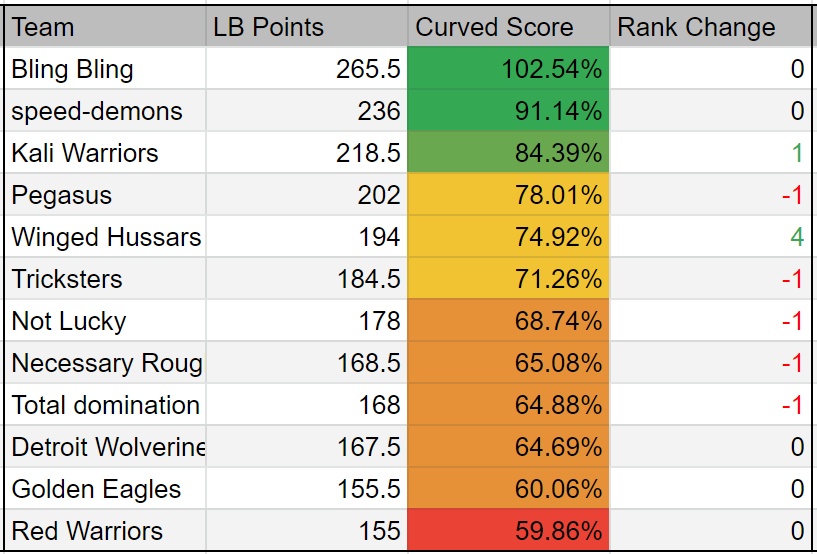 Team LB Points Curved Score Rank Change
Bling Bling 265.5 102.54% 0
speed-demons 236 91.14% 0
Kali Warriors 218.5 84.39% 1
Pegasus 202 78.01% -1
Winged Hussars 194 74.92% 4
Tricksters 184.5 71.26% -1
Not Lucky 178 68.74% -1
Necessary Roug 168.5 65.08% -1
Total domination 168 64.88% -1
Detroit Wolverine 167.5 64.69% 0
Golden Eagles 155.5 60.06% 0
Red Warriors 155 59.86% 0